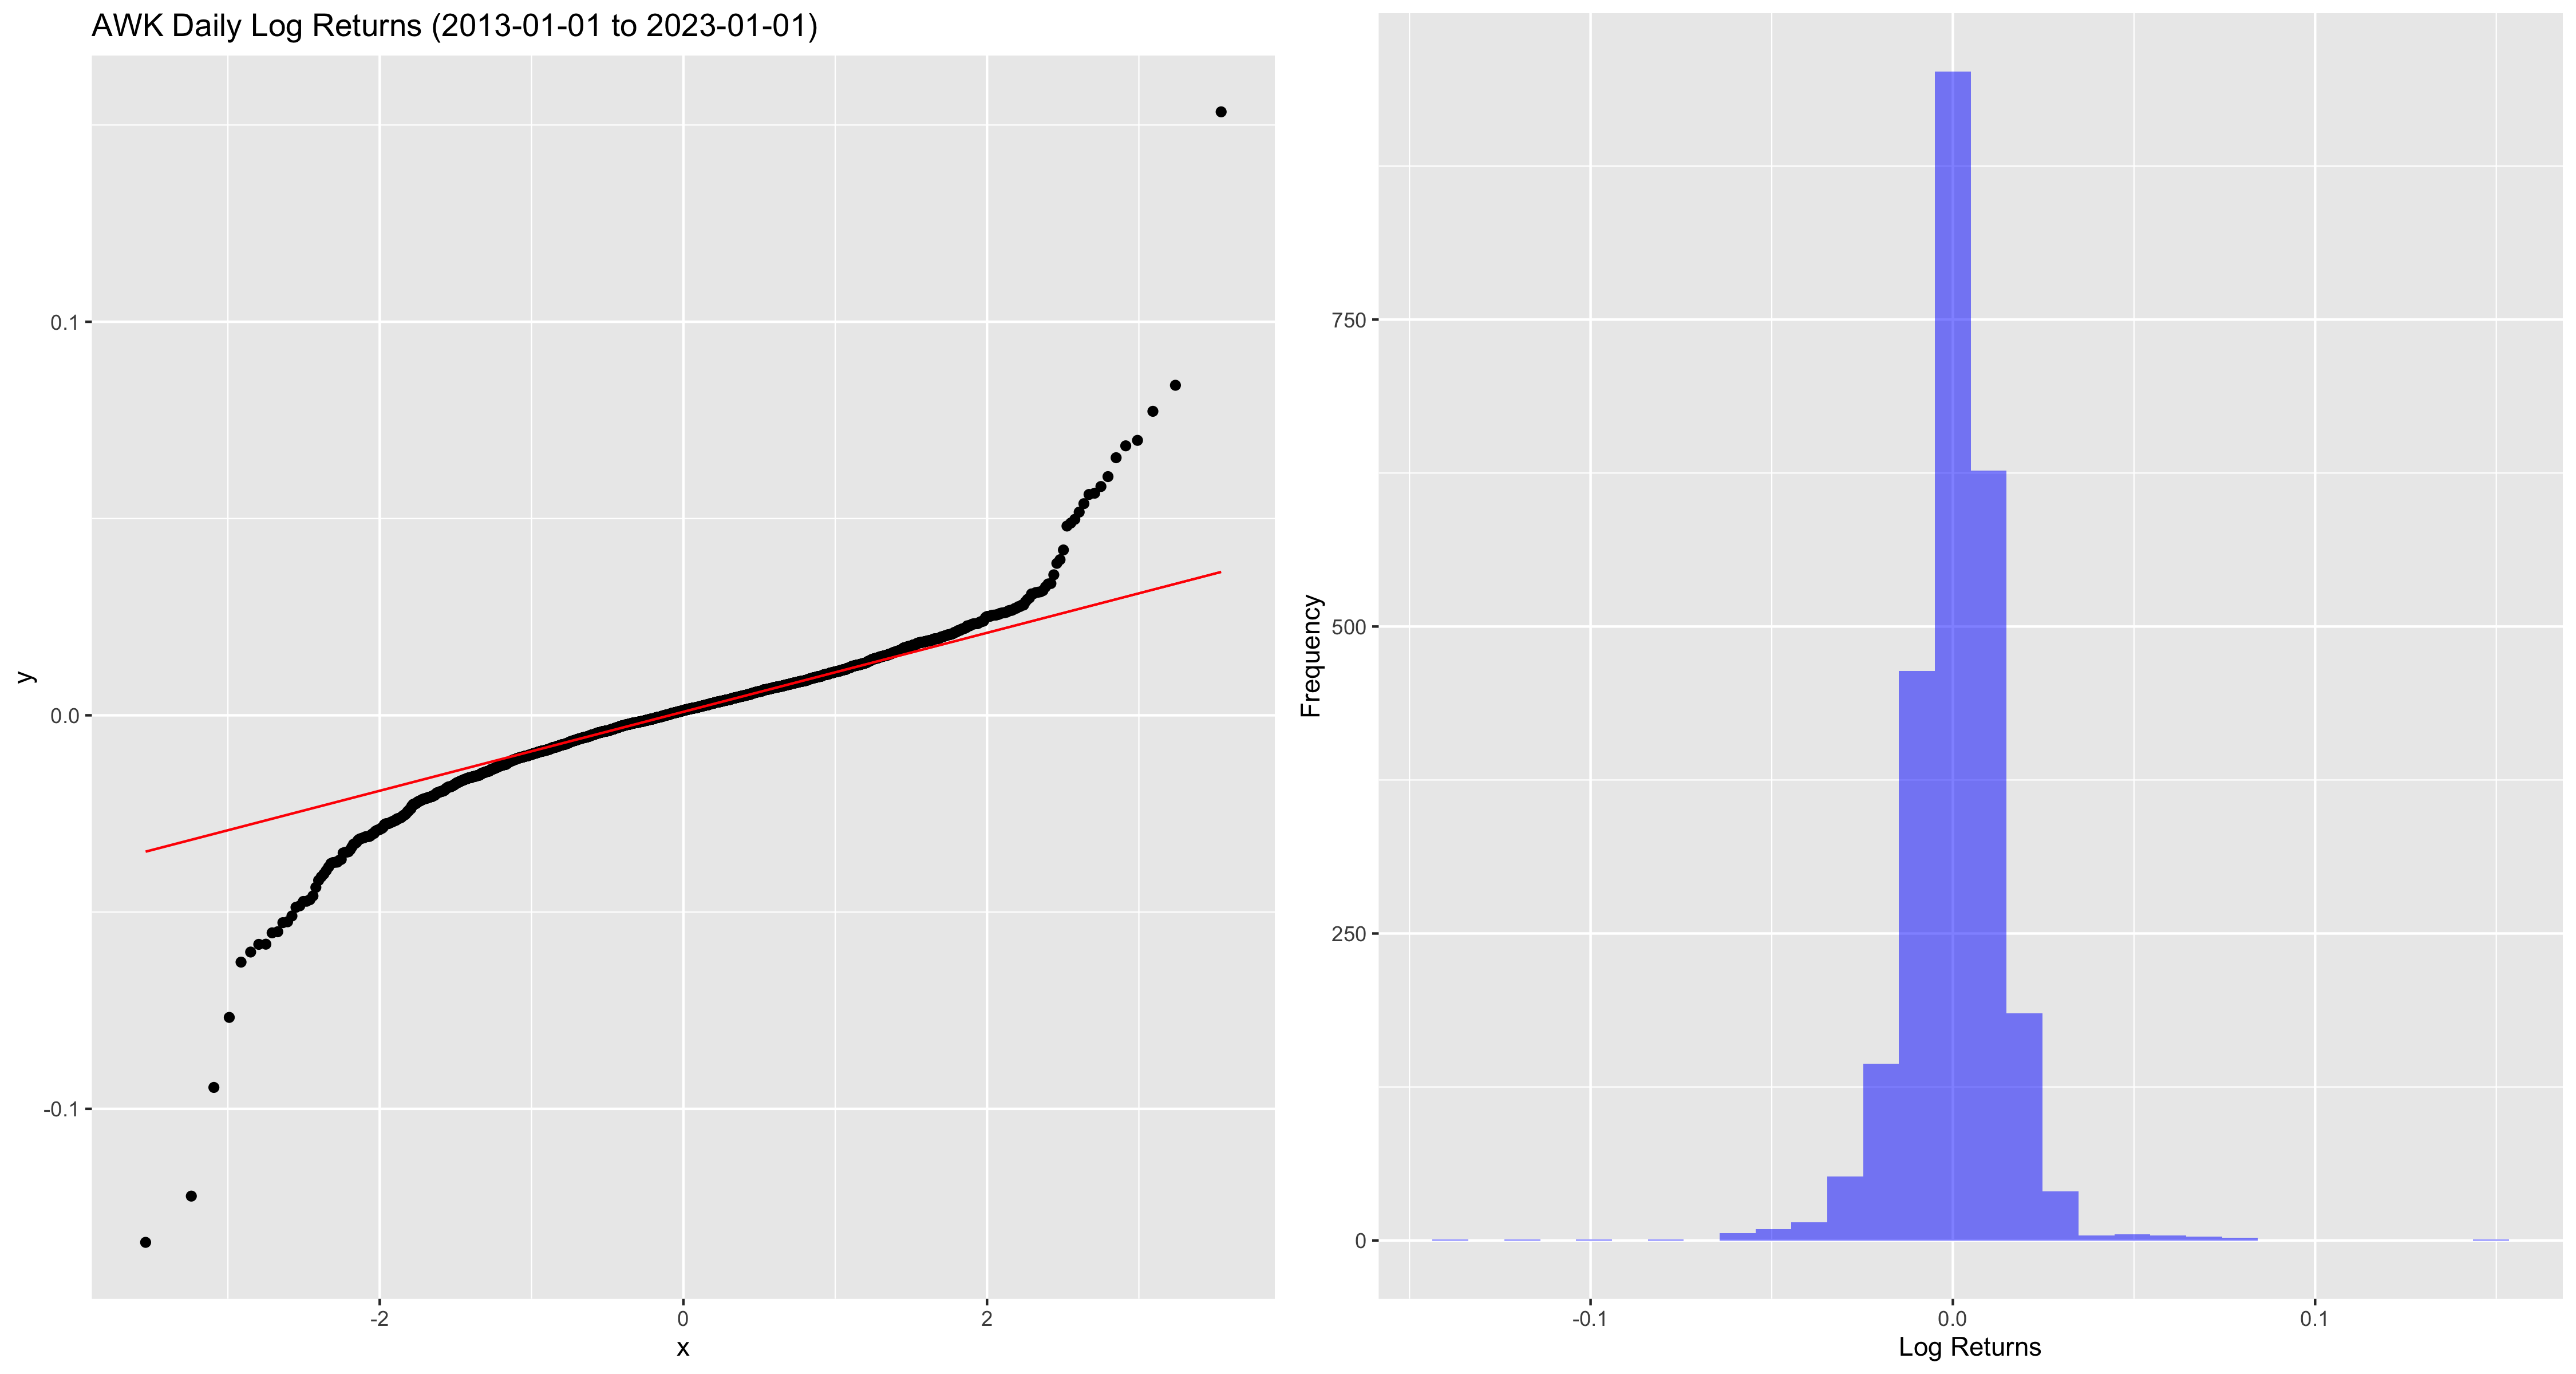 AWK Daily Log Returns (2013-01-01 to 2023-01-01)
y
0.1
0.0
-0.1
-2
0
2
x
Frequency
750
500
250
0
-0.1
0.0
0.1
Log Returns